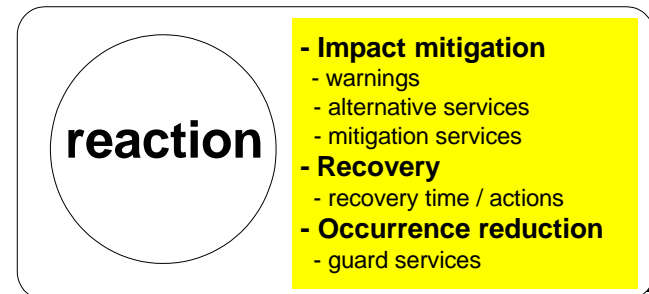 reaction
- Impact mitigation
- warnings
- alternative services
- mitigation services
- Recovery
- recovery time / actions
- Occurrence reduction
- guard services